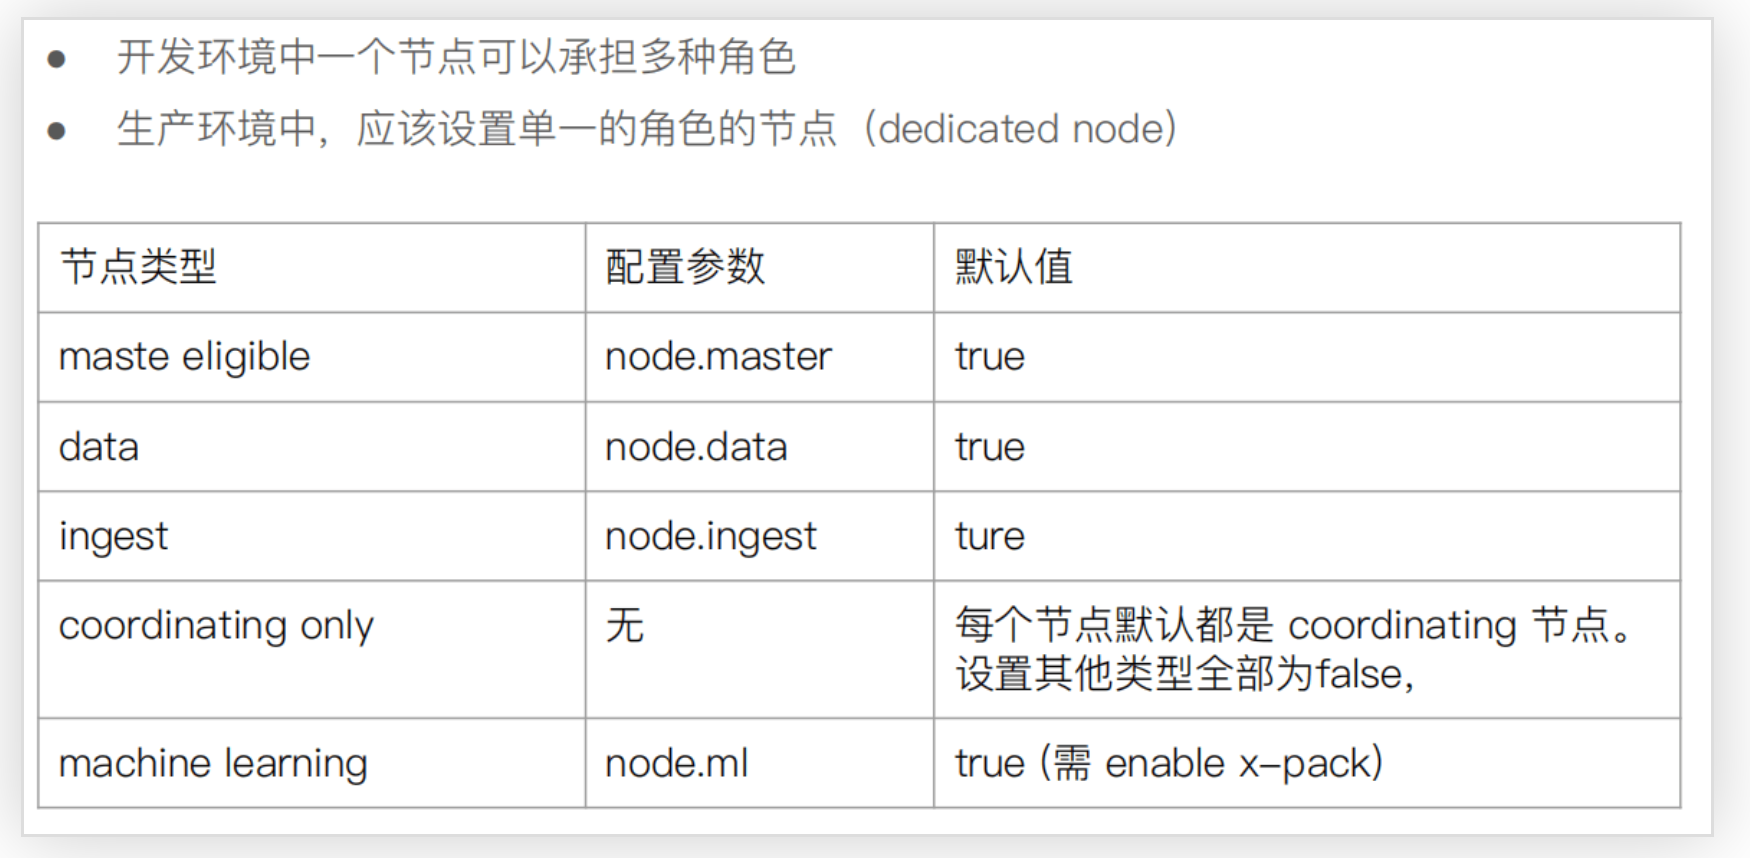 ● 开发环境中一个节点可以承担多种角色
● 生产环境中，应该设置单一的角色的节点（dedicated node）
节点类型 配置参数 默认值
maste eligible node.master true
data node.data true
ingest node.ingest ture
coordinating only 无 每个节点默认都是 coordinating 节点。
设置其他类型全部为false,
machine learning node.ml true (需 enable x-pack)